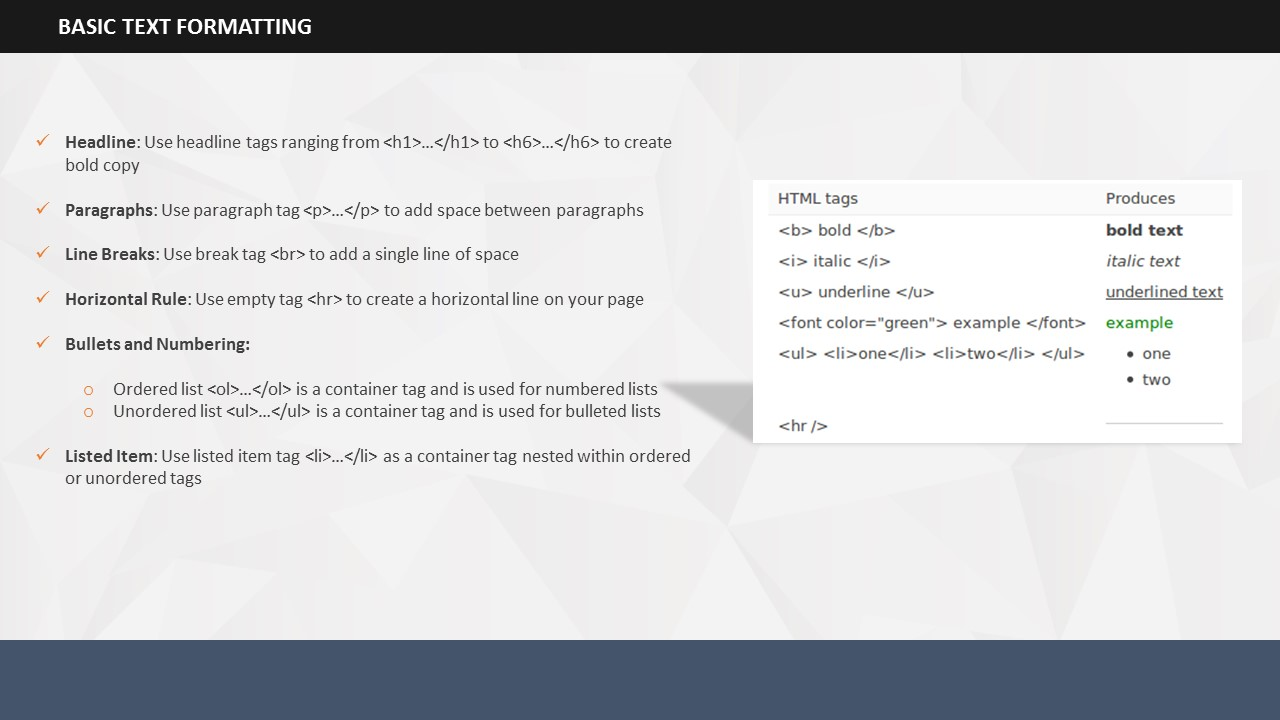 BASIC TEXT FORMATTING
✓ Headline: Use headline tags ranging from <h1>…</h1> to <h6>…</h6> to create
bold copy
✓ Paragraphs: Use paragraph tag <p>…</p> to add space between paragraphs
✓ Line Breaks: Use break tag <br> to add a single line of space
✓ Horizontal Rule: Use empty tag <hr> to create a horizontal line on your page
✓ Bullets and Numbering:
o Ordered list <ol>…</ol> is a container tag and is used for numbered lists
o Unordered list <ul>…</ul> is a container tag and is used for bulleted lists
✓ Listed Item: Use listed item tag <li>…</li> as a container tag nested within ordered
or unordered tags
HTML tags Produces
<b> bold </b> bold text
<i> italic </i> italic text
<u> underline </u> underlined text
<font color="green"> example </font> example
<ul> <li>one</li> <li>two</li> </ul> • one
• two
<hr />